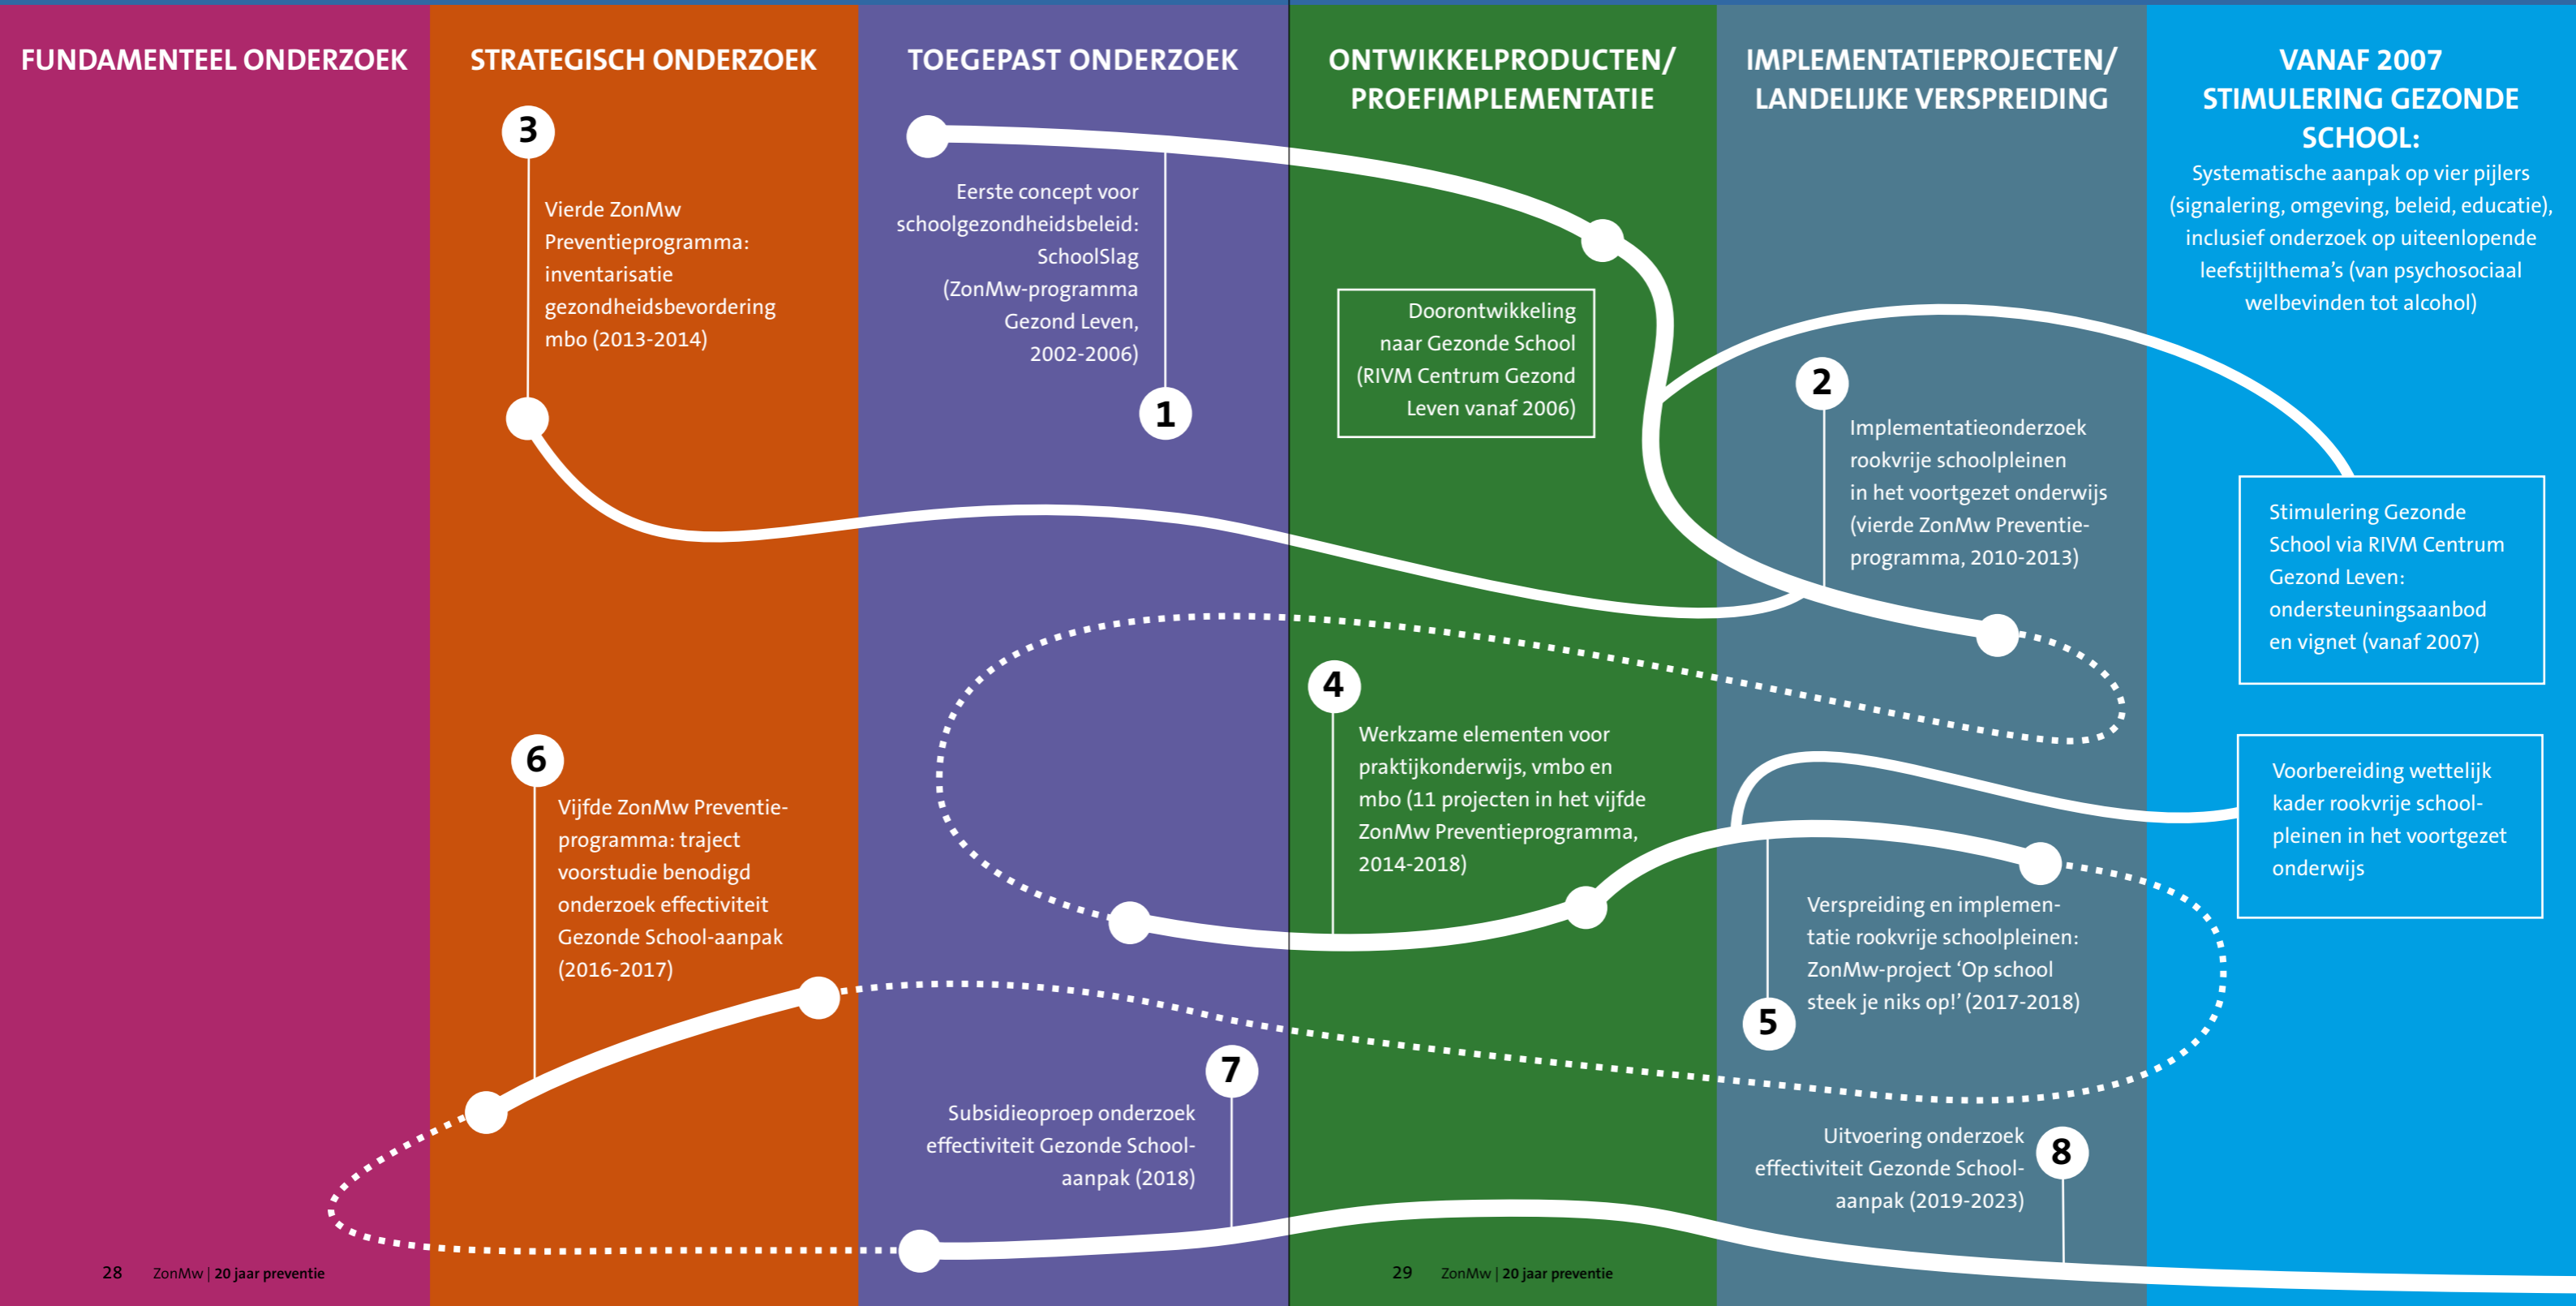 FUNDAMENTEEL ONDERZOEK
STRATEGISCH ONDERZOEK
3
Vierde ZonMw
Preventieprogramma:
inventarisatie
gezondheidsbevordering
mbo (2013-2014)
6
Vijfde ZonMw Preventie-
programma: traject
voorstudie benodigd
onderzoek effectiviteit
Gezonde School-aanpak
(2016-2017)
TOEGEPAST ONDERZOEK
Eerste concept voor
schoolgezondheidsbeleid:
SchoolSlag
(ZonMw-programma
Gezond Leven,
2002-2006)
1
7
Subsidieoproep onderzoek
effectiviteit Gezonde School-
aanpak (2018)
ONTWIKKELPRODUCTEN/
PROEFIMPLEMENTATIE
Doorontwikkeling
naar Gezonde School
(RIVM Centrum Gezond
Leven vanaf 2006)
4
Werkzame elementen voor
praktijkonderwijs, vmbo en
mbo (11 projecten in het vijfde
ZonMw Preventieprogramma,
2014-2018)
IMPLEMENTATIEPROJECTEN/
LANDELIJKE VERSPREIDING
2
Implementatieonderzoek
rookvrije schoolpleinen
in het voortgezet onderwijs
(vierde ZonMw Preventie-
programma, 2010-2013)
Verspreiding en implemen-
tatie rookvrije schoolpleinen:
ZonMw-project ‘Op school
steek je niks op!’ (2017-2018)
5
Uitvoering onderzoek
effectiviteit Gezonde School-
aanpak (2019-2023)
8
VANAF 2007
STIMULERING GEZONDE
SCHOOL:
Systematische aanpak op vier pijlers
(signalering, omgeving, beleid, educatie),
inclusief onderzoek op uiteenlopende
leefstijlthema’s (van psychosociaal
welbevinden tot alcohol)
Stimulering Gezonde
School via RIVM Centrum
Gezond Leven:
ondersteuningsaanbod
en vignet (vanaf 2007)
Voorbereiding wettelijk
kader rookvrije school-
pleinen in het voortgezet
onderwijs
28 ZonMw | 20 jaar preventie
29 ZonMw | 20 jaar preventie